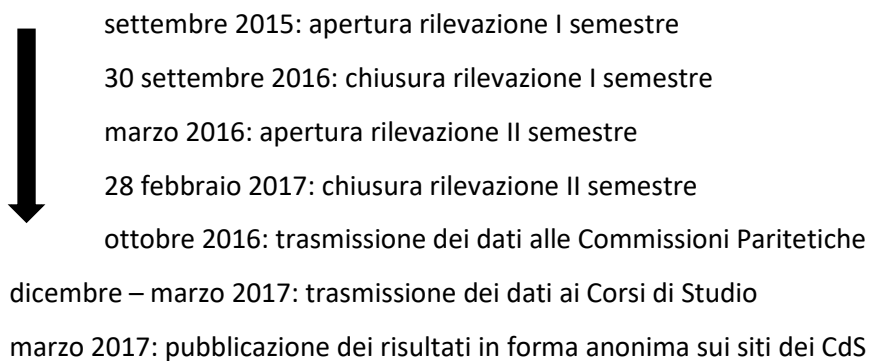 settembre 2015: apertura rilevazione I semestre
30 settembre 2016: chiusura rilevazione I semestre
marzo 2016: apertura rilevazione II semestre
28 febbraio 2017: chiusura rilevazione II semestre
ottobre 2016: trasmissione dei dati alle Commissioni Paritetiche
dicembre – marzo 2017: trasmissione dei dati ai Corsi di Studio
marzo 2017: pubblicazione dei risultati in forma anonima sui siti dei CdS